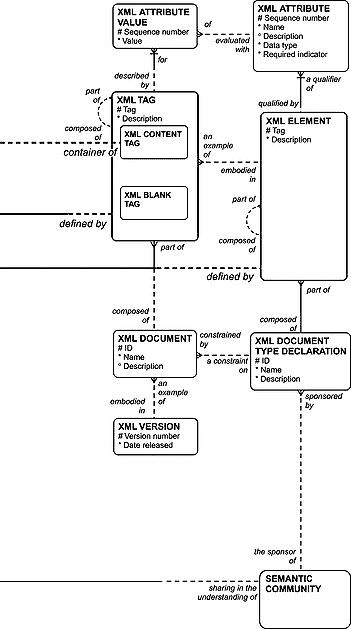 XML ATTRIBUTE
VALUE
# Sequence number
* Value
of
evaluated
with
XML ATTRIBUTE
# Sequence number
* Name
° Description
* Data type
* Required indicator
for
described
by
a qualifier
of
qualified by
part
of
composed
of
XML TAG
# Tag
* Description
XML CONTENT
TAG
XML BLANK
TAG
container of
defined by
an
example
of
embodied
in
XML ELEMENT
# Tag
* Description
part
of
composed
of
defined by
part of
composed
of
part of
composed
of
XML DOCUMENT
# ID
* Name
° Description
constrained
by
a constraint
on
XML DOCUMENT
TYPE DECLARATION
# ID
* Name
* Description
an
example
of
embodied
in
XML VERSION
# Version number
* Date released
sponsored
by
the sponsor
of
sharing in the
understanding of
SEMANTIC
COMMUNITY